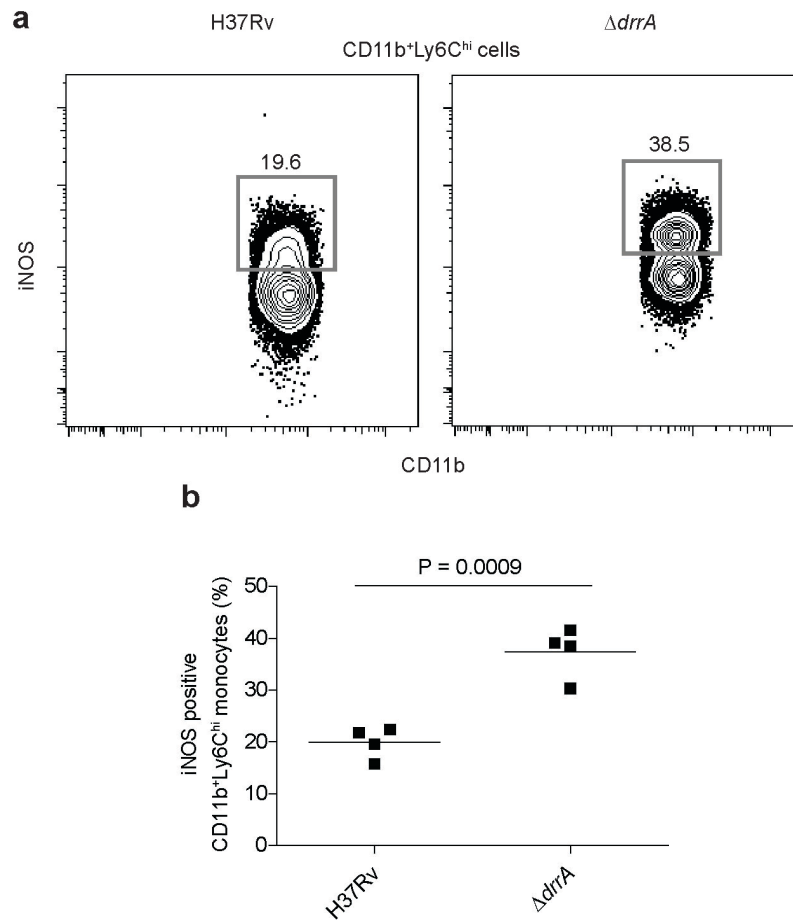 a
H37Rv
ΔdrrA
CD11b⁺Ly6Cʰⁱ cells
19.6
38.5
iNOS
CD11b
b
P = 0.0009
iNOS positive
CD11b⁺Ly6Cʰⁱ monocytes (%)
50
40
30
20
10
0
H37Rv
ΔdrrA